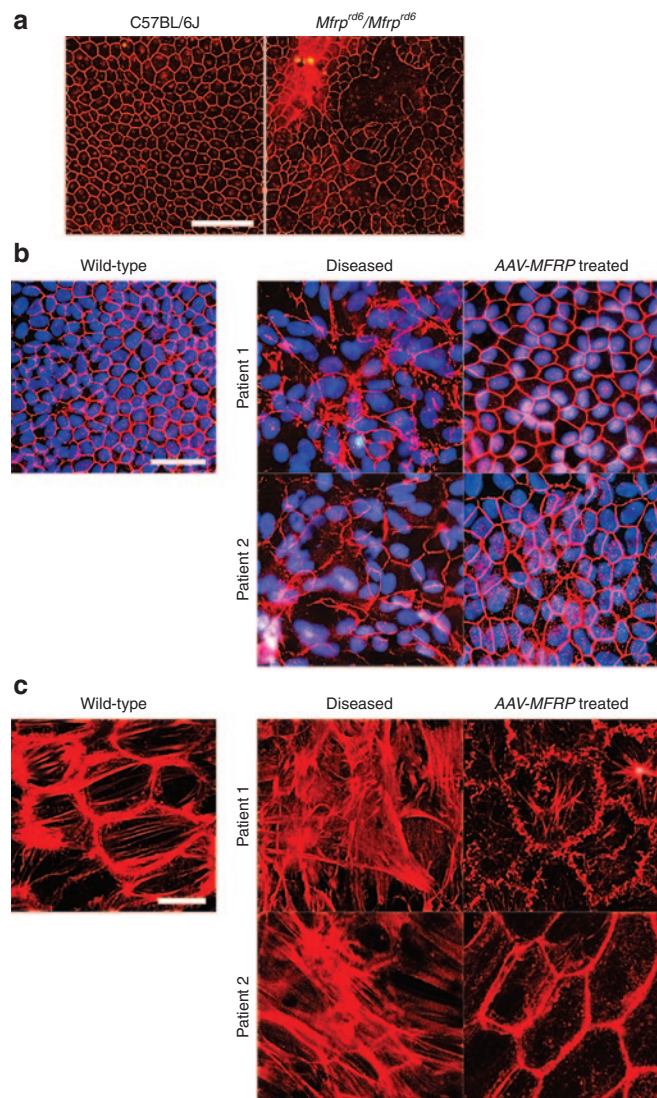 a
C57BL/6J
Mfrp^rd6/Mfrp^rd6
b
Wild-type
Diseased
AAV-MFRP treated
Patient 1
Patient 2
c
Wild-type
Diseased
AAV-MFRP treated
Patient 1
Patient 2